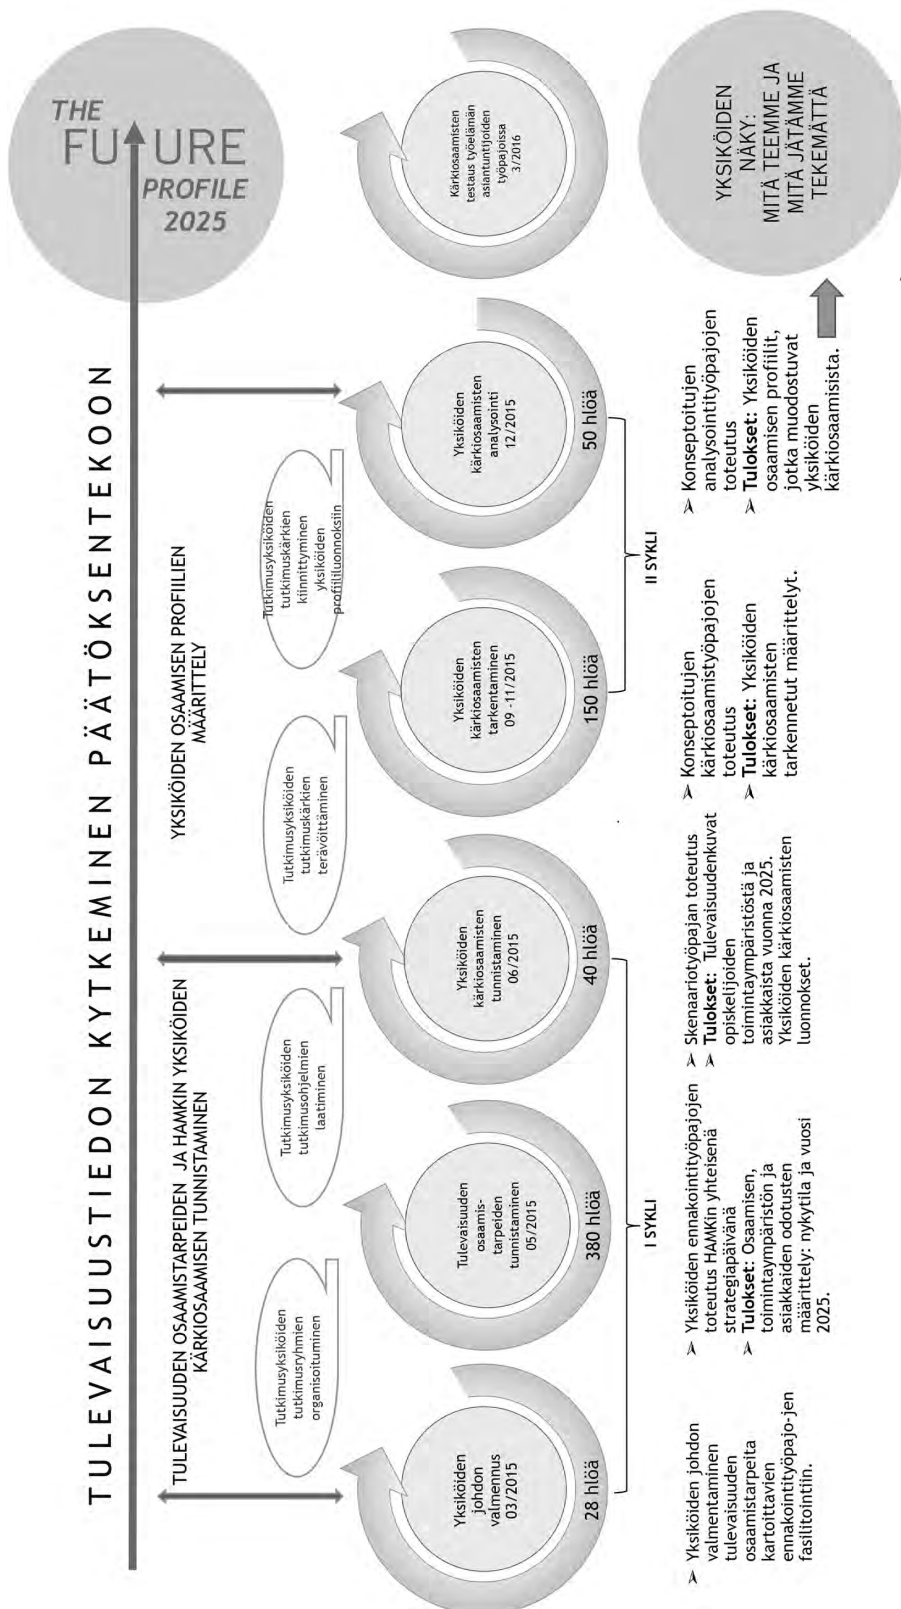 TULEVAISUUSTIEDON KYTKEMINEN PÄÄTÖKSENTEKOON
THE
FUTURE
PROFILE
2025
TULEVAISUUDEN OSAAMISTARPEIDEN JA HAMKIN YKSIKÖIDEN
KÄRKIOSAAMISEN TUNNISTAMINEN
YKSIKÖIDEN OSAAMISEN PROFIILIEN
MÄÄRITTELY
Tutkimusyksiköiden
tutkimusryhmien
organisoituminen
Tutkimusyksiköiden
tutkimusohjelmien
laatiminen
Tutkimusyksiköiden
tutkimuskärkien
terävöittäminen
Tutkimusyksiköiden
tutkimuskärkien
kiinnittyminen
yksiköiden
profiililuonnoksiin
Yksiköiden
johdon
valmennus
03/2015
28 hlöä
Tulevaisuuden
osaamis-
tarpeiden
tunnistaminen
05/2015
380 hlöä
Yksiköiden
kärkiosaamisten
tunnistaminen
06/2015
40 hlöä
Yksiköiden
kärkiosaamisten
tarkentaminen
09 -11/2015
150 hlöä
Yksiköiden
kärkiosaamisten
analysointi
12/2015
50 hlöä
Kärkiosaamisten
testaus työelämän
asiantuntijoiden
työpajoissa
3/2016
I SYKLI
II SYKLI
➢ Yksiköiden johdon
valmentaminen
tulevaisuuden
osaamistarpeita
kartoittavien
ennakointityöpajo-jen
fasilitointiin.
➢ Yksiköiden ennakointityöpajojen
toteutus HAMKin yhteisenä
strategiapäivänä
➢ Tulokset: Osaamisen,
toimintaympäristön ja
asiakkaiden odotusten
määrittely: nykytila ja vuosi
2025.
➢ Skenaariotyöpajan toteutus
➢ Tulokset: Tulevaisuudenkuvat
opiskelijoiden
toimintaympäristöstä ja
asiakkaista vuonna 2025.
Yksiköiden kärkiosaamisten
luonnokset.
➢ Konseptoitujen
kärkiosaamistyöpajojen
toteutus
➢ Tulokset: Yksiköiden
kärkiosaamisten
tarkennetut määrittelyt.
➢ Konseptoitujen
analysointityöpajojen
toteutus
➢ Tulokset: Yksiköiden
osaamisen profiilit,
jotka muodostuvat
yksiköiden
kärkiosaamisista.
YKSIKÖIDEN
NÄKY:
MITÄ TEEMME JA
MITÄ JÄTÄMME
TEKEMÄTTÄ